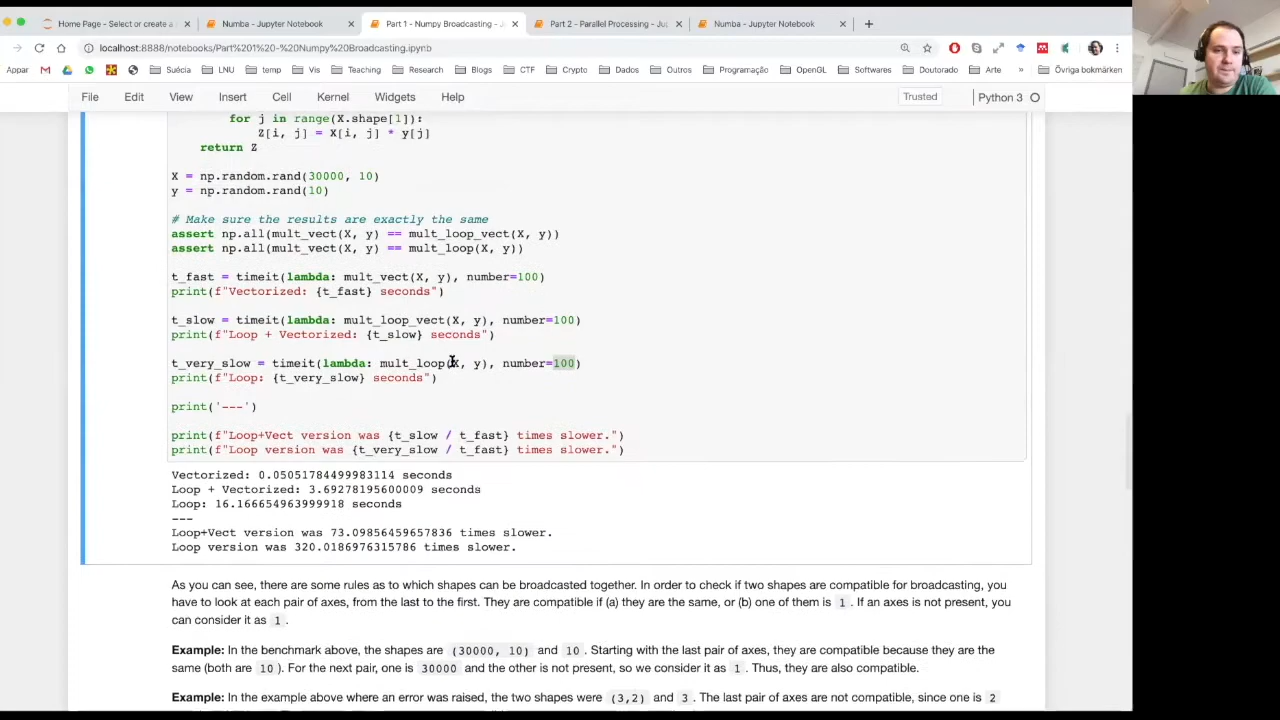 Home Page - Select or create a
Numba - Jupyter Notebook
Part 1 - Numpy Broadcasting -
Part 2 - Parallel Processing - Ju
Numba - Jupyter Notebook
localhost:8888/notebooks/Part%201%20-%20Numpy%20Broadcasting.ipynb
Appar
Suécia
LNU
temp
Vis
Teaching
Research
Blogs
CTF
Crypto
Dados
Outros
Programação
OpenGL
Softwares
Doutorado
Arte
»
Övriga bokmärken
File Edit View Insert Cell Kernel Widgets Help
Trusted
Python 3
for j in range(X.shape[1]):
Z[i, j] = X[i, j] * y[j]
return Z
X = np.random.rand(30000, 10)
y = np.random.rand(10)
# Make sure the results are exactly the same
assert np.all(mult_vect(X, y) == mult_loop_vect(X, y))
assert np.all(mult_vect(X, y) == mult_loop(X, y))
t_fast = timeit(lambda: mult_vect(X, y), number=100)
print(f"Vectorized: {t_fast} seconds")
t_slow = timeit(lambda: mult_loop_vect(X, y), number=100)
print(f"Loop + Vectorized: {t_slow} seconds")
t_very_slow = timeit(lambda: mult_loop(X, y), number=100)
print(f"Loop: {t_very_slow} seconds")
print('---')
print(f"Loop+Vect version was {t_slow / t_fast} times slower.")
print(f"Loop version was {t_very_slow / t_fast} times slower.")
Vectorized: 0.05051784499983114 seconds
Loop + Vectorized: 3.69278195600009 seconds
Loop: 16.166654963999918 seconds
---
Loop+Vect version was 73.09856459657836 times slower.
Loop version was 320.0186976315786 times slower.
As you can see, there are some rules as to which shapes can be broadcasted together. In order to check if two shapes are compatible for broadcasting, you
have to look at each pair of axes, from the last to the first. They are compatible if (a) they are the same, or (b) one of them is 1 . If an axes is not present, you
can consider it as 1 .
Example: In the benchmark above, the shapes are (30000, 10) and 10 . Starting with the last pair of axes, they are compatible because they are the
same (both are 10 ). For the next pair, one is 30000 and the other is not present, so we consider it as 1 . Thus, they are also compatible.
Example: In the example above where an error was raised, the two shapes were (3,2) and 3 . The last pair of axes are not compatible, since one is 2